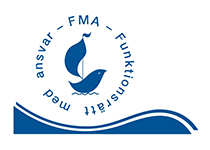 FMA – Funktionsrätt med ansvar –